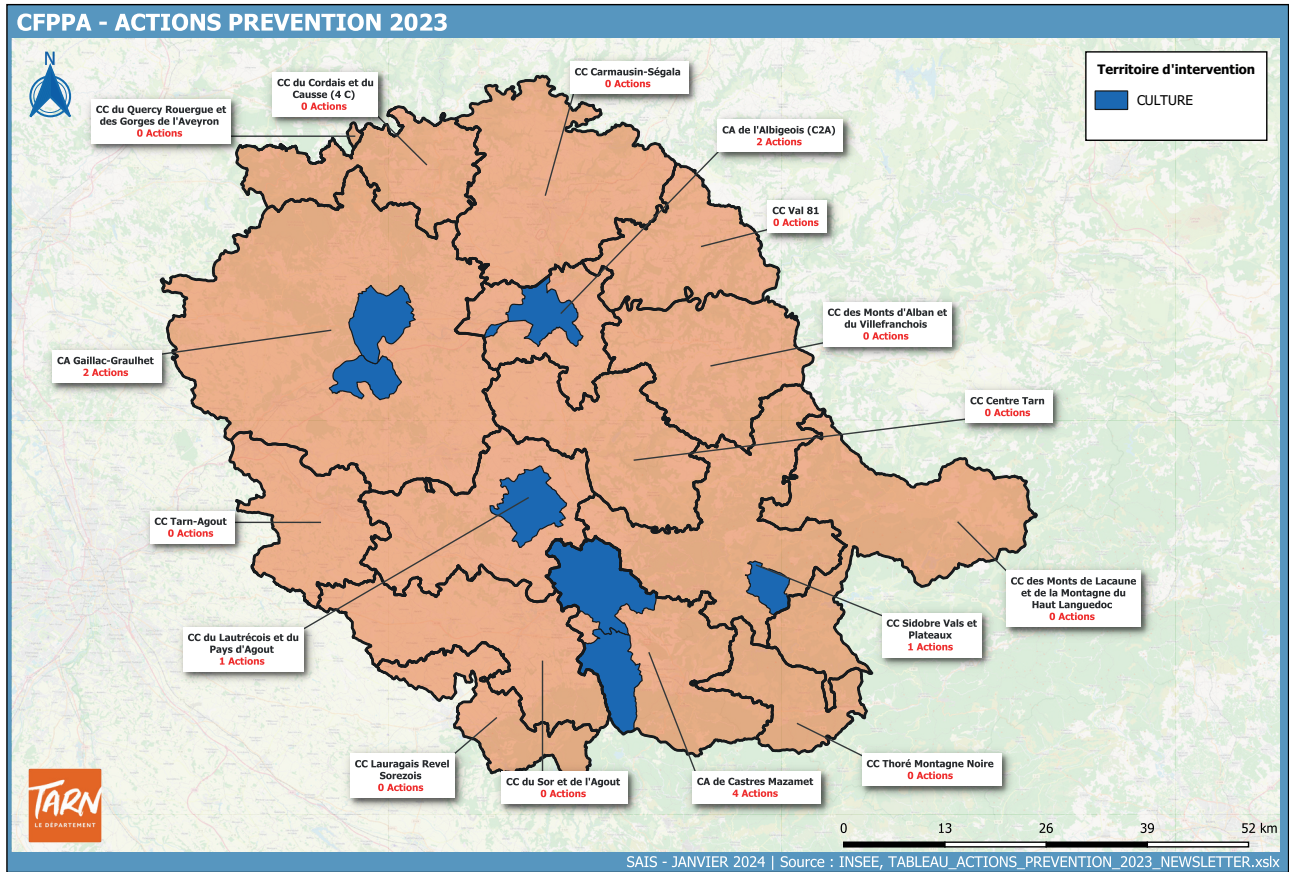 CFPPA - ACTIONS PREVENTION 2023
N
Territoire d'intervention
CULTURE
CC Carmausin-Ségala
0 Actions
CC du Cordais et du
Causse (4 C)
0 Actions
CC du Quercy Rouergue et
des Gorges de l'Aveyron
0 Actions
CA de l'Albigeois (C2A)
2 Actions
CC Val 81
0 Actions
CC des Monts d'Alban et
du Villefranchois
0 Actions
CA Gaillac-Graulhet
2 Actions
CC Centre Tarn
0 Actions
CC Tarn-Agout
0 Actions
CC des Monts de Lacaune
et de la Montagne du
Haut Languedoc
0 Actions
CC du Lautrécois et du
Pays d'Agout
1 Actions
CC Sidobre Vals et
Plateaux
1 Actions
CC Lauragais Revel
Sorezois
0 Actions
CC du Sor et de l'Agout
0 Actions
CA de Castres Mazamet
4 Actions
CC Thoré Montagne Noire
0 Actions
TARN
LE DÉPARTEMENT
0 13 26 39 52 km
SAIS - JANVIER 2024 | Source : INSEE, TABLEAU_ACTIONS_PREVENTION_2023_NEWSLETTER.xslx